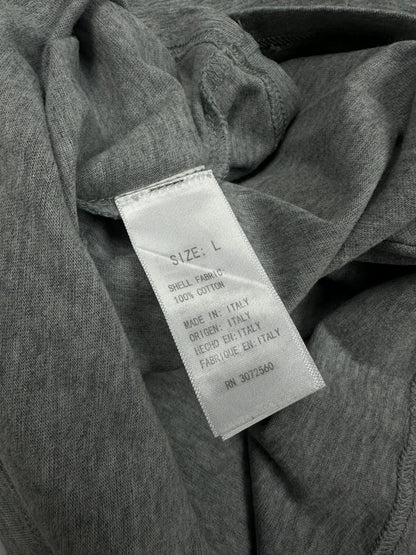 SIZE: L
SHELL FABRIC
100% COTTON
MADE IN: ITALY
ORIGEN: ITALY
HECHO EN: ITALY
FABRIQUE EN: ITALY
RN 3072560